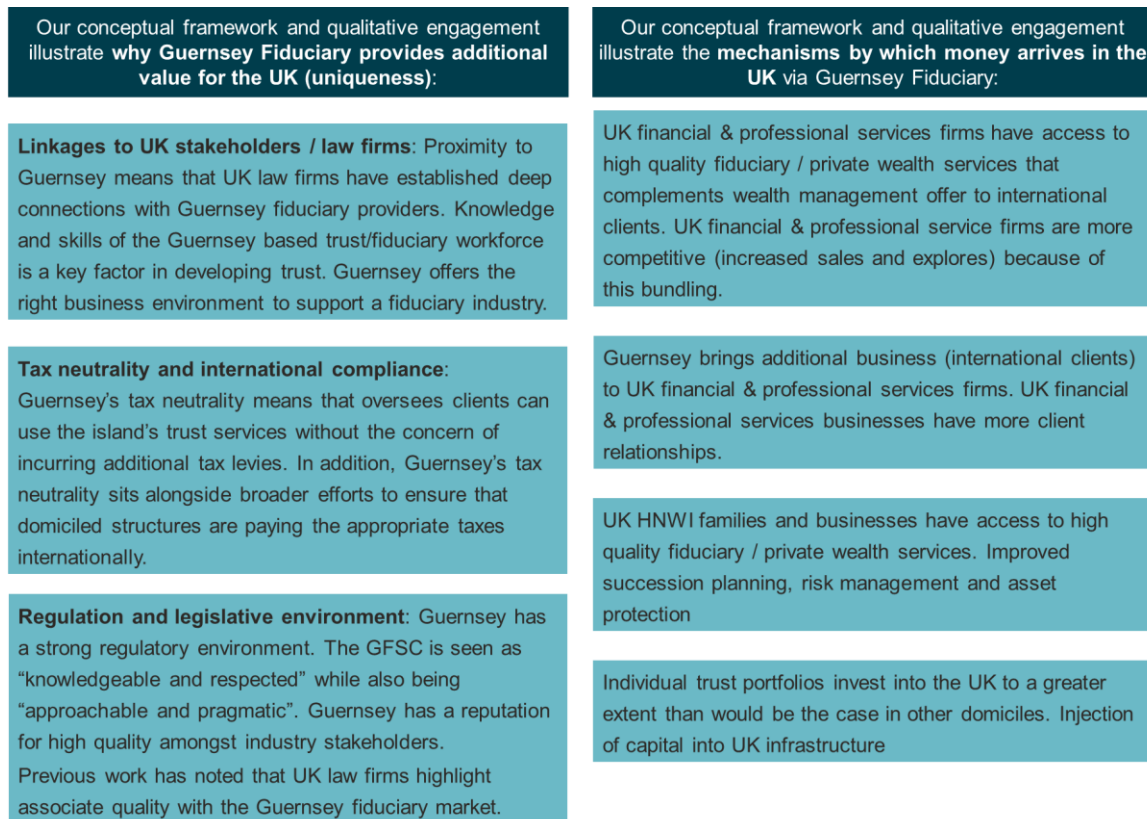 Our conceptual framework and qualitative engagement
illustrate why Guernsey Fiduciary provides additional
value for the UK (uniqueness):
Linkages to UK stakeholders / law firms: Proximity to
Guernsey means that UK law firms have established deep
connections with Guernsey fiduciary providers. Knowledge
and skills of the Guernsey based trust/fiduciary workforce
is a key factor in developing trust. Guernsey offers the
right business environment to support a fiduciary industry.
Tax neutrality and international compliance:
Guernsey's tax neutrality means that oversees clients can
use the island's trust services without the concern of
incurring additional tax levies. In addition, Guernsey's tax
neutrality sits alongside broader efforts to ensure that
domiciled structures are paying the appropriate taxes
internationally.
Regulation and legislative environment: Guernsey has
a strong regulatory environment. The GFSC is seen as
“knowledgeable and respected” while also being
“approachable and pragmatic”. Guernsey has a reputation
for high quality amongst industry stakeholders.
Previous work has noted that UK law firms highlight
associate quality with the Guernsey fiduciary market.
Our conceptual framework and qualitative engagement
illustrate the mechanisms by which money arrives in the
UK via Guernsey Fiduciary:
UK financial & professional services firms have access to
high quality fiduciary / private wealth services that
complements wealth management offer to international
clients. UK financial & professional service firms are more
competitive (increased sales and explores) because of
this bundling.
Guernsey brings additional business (international clients)
to UK financial & professional services firms. UK financial
& professional services businesses have more client
relationships.
UK HNWI families and businesses have access to high
quality fiduciary / private wealth services. Improved
succession planning, risk management and asset
protection
Individual trust portfolios invest into the UK to a greater
extent than would be the case in other domiciles. Injection
of capital into UK infrastructure